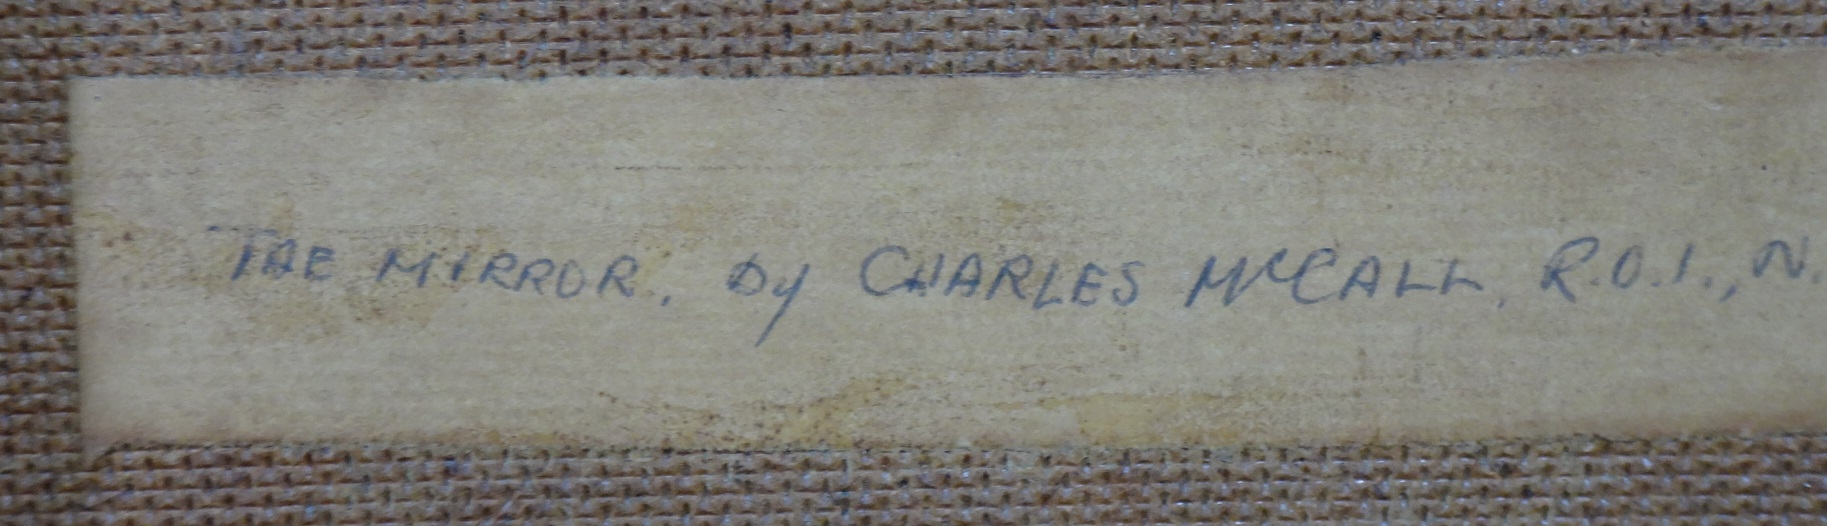 THE MIRROR. By CHARLES McCALL, R.O.I., N.